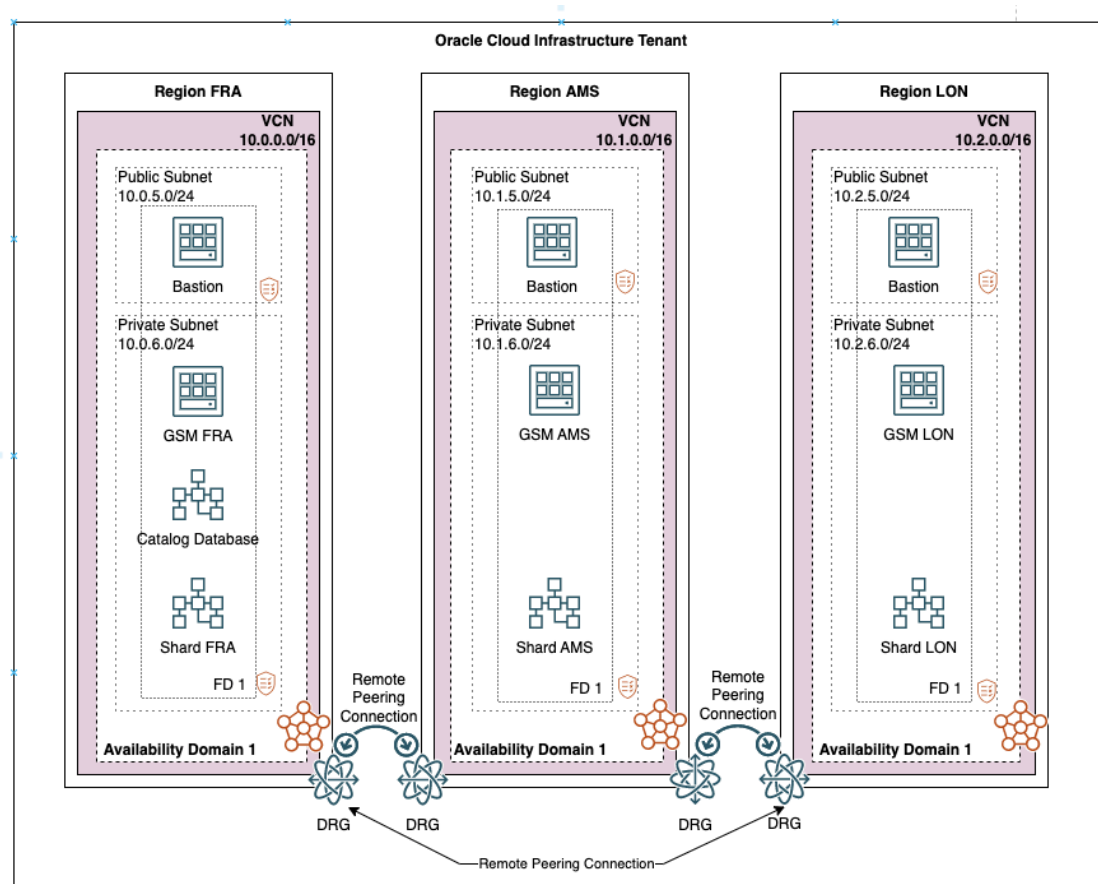 Oracle Cloud Infrastructure Tenant
Region FRA
VCN
10.0.0.0/16
Public Subnet
10.0.5.0/24
Bastion
Private Subnet
10.0.6.0/24
GSM FRA
Catalog Database
Shard FRA
FD 1
Availability Domain 1
Region AMS
VCN
10.1.0.0/16
Public Subnet
10.1.5.0/24
Bastion
Private Subnet
10.1.6.0/24
GSM AMS
Shard AMS
FD 1
Availability Domain 1
Region LON
VCN
10.2.0.0/16
Public Subnet
10.2.5.0/24
Bastion
Private Subnet
10.2.6.0/24
GSM LON
Shard LON
FD 1
Availability Domain 1
Remote
Peering
Connection
Remote
Peering
Connection
DRG
DRG
DRG
DRG
Remote Peering Connection